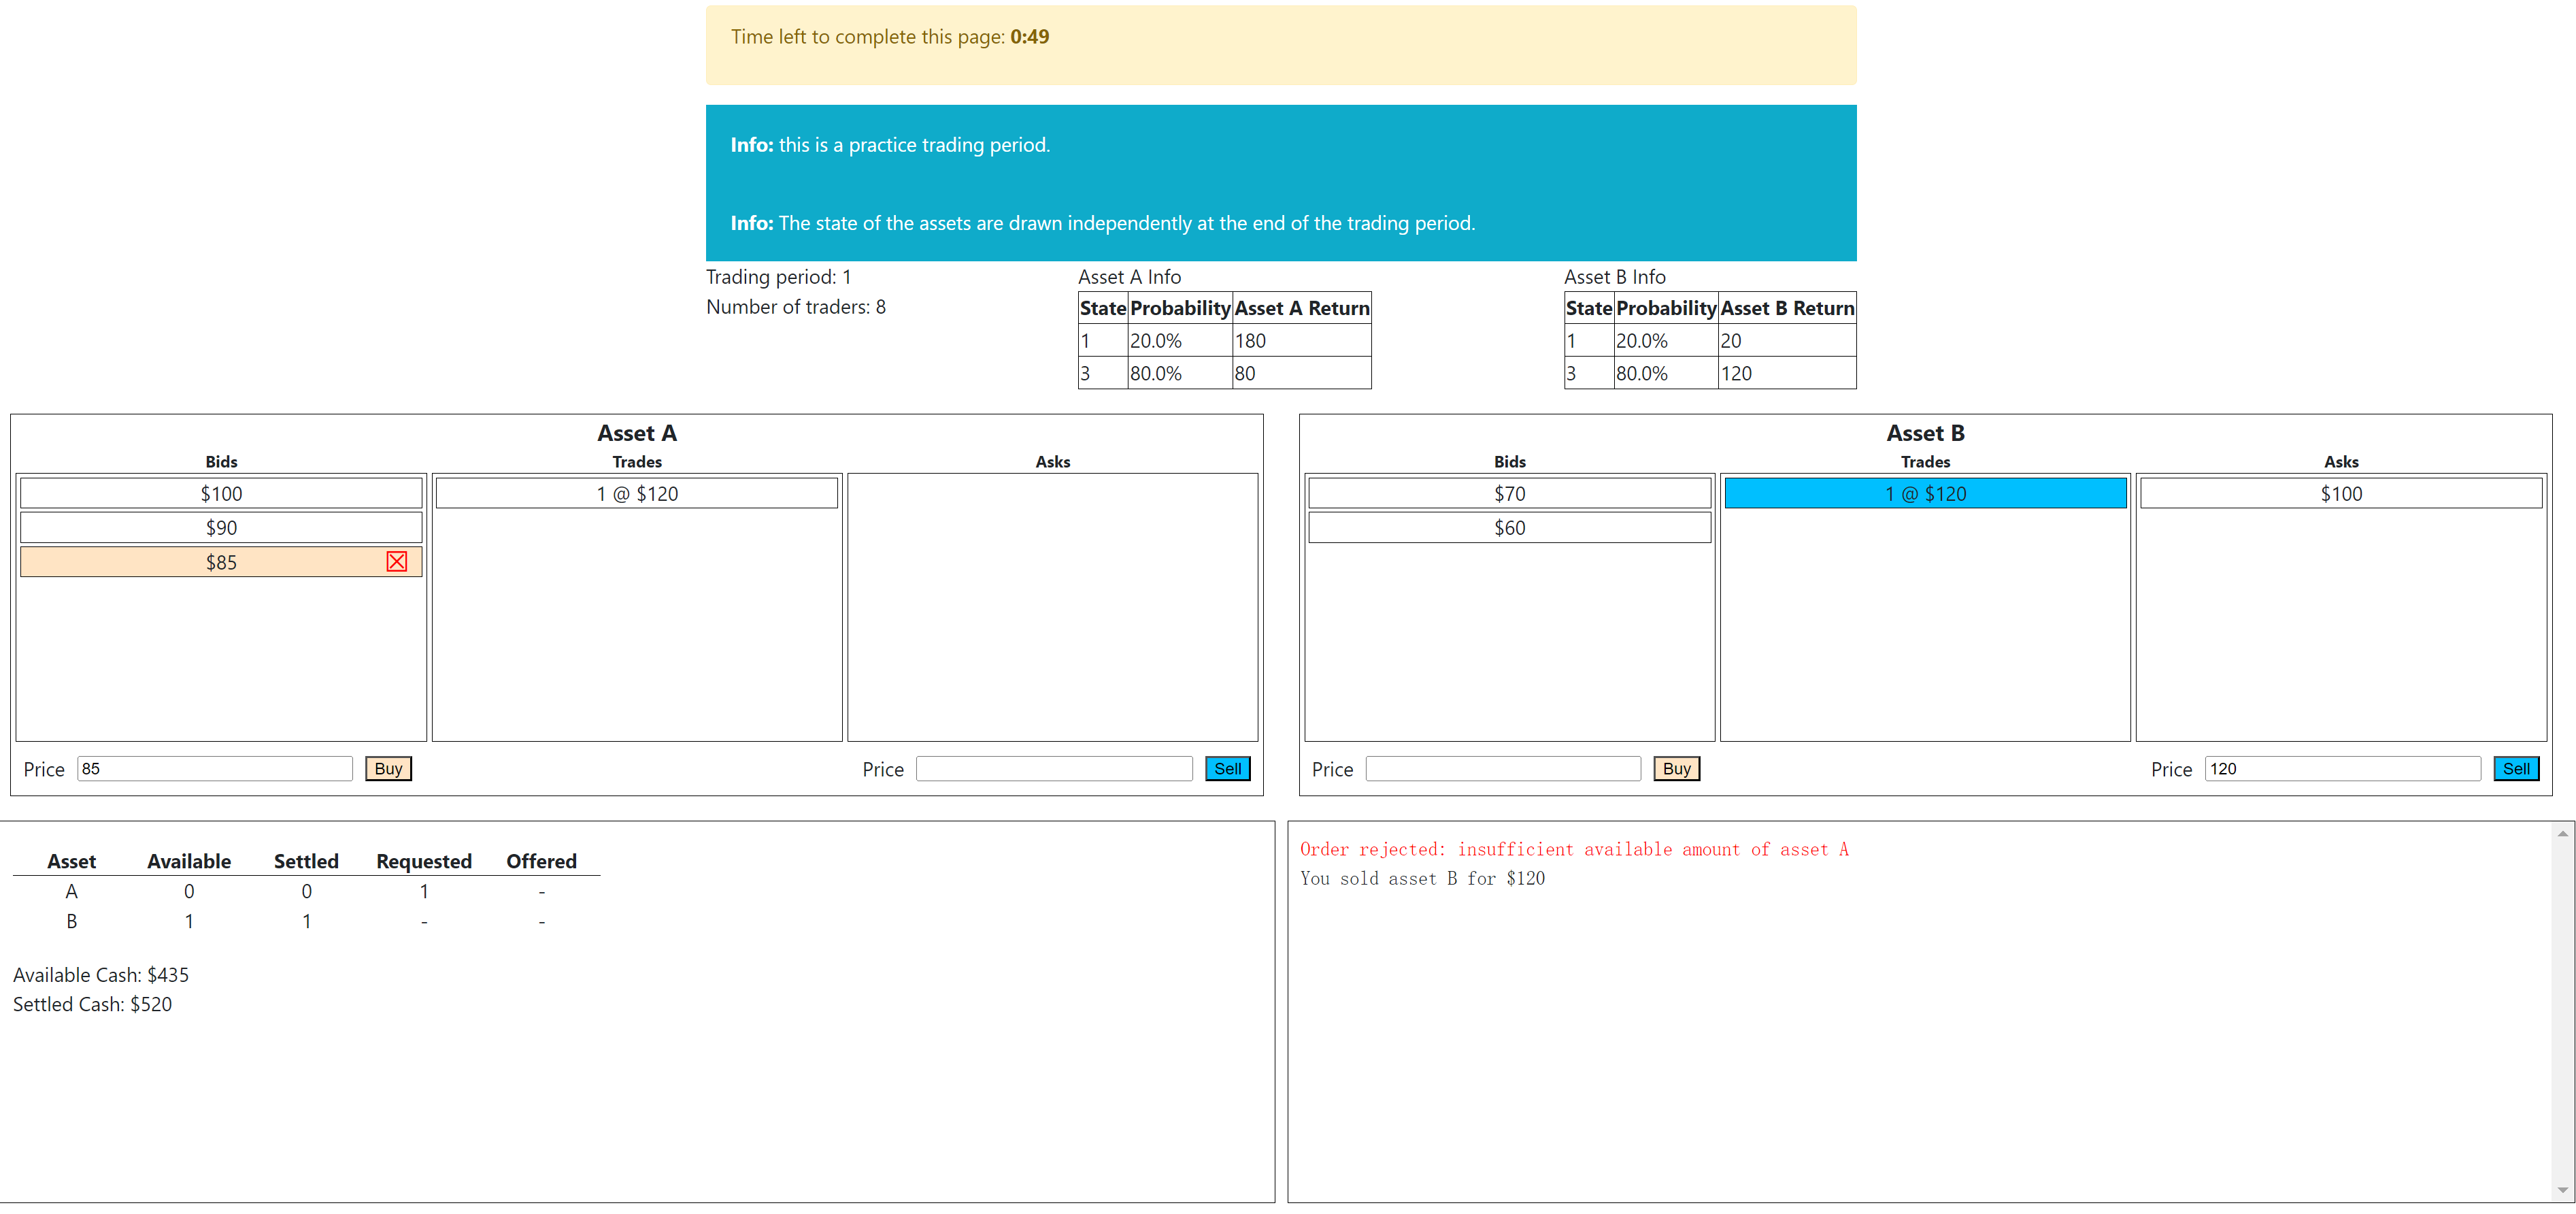 Time left to complete this page: 0:49
Info: this is a practice trading period.
Info: The state of the assets are drawn independently at the end of the trading period.
Trading period: 1
Number of traders: 8
Asset A Info
State Probability Asset A Return
1 20.0% 180
3 80.0% 80
Asset B Info
State Probability Asset B Return
1 20.0% 20
3 80.0% 120
Asset A
Bids Trades Asks
$100 1 @ $120
$90
$85
Price 85 Buy Price Sell
Asset B
Bids Trades Asks
$70 1 @ $120 $100
$60
Price Buy Price 120 Sell
Asset Available Settled Requested Offered
A 0 0 1 -
B 1 1 - -
Available Cash: $435
Settled Cash: $520
Order rejected: insufficient available amount of asset A
You sold asset B for $120